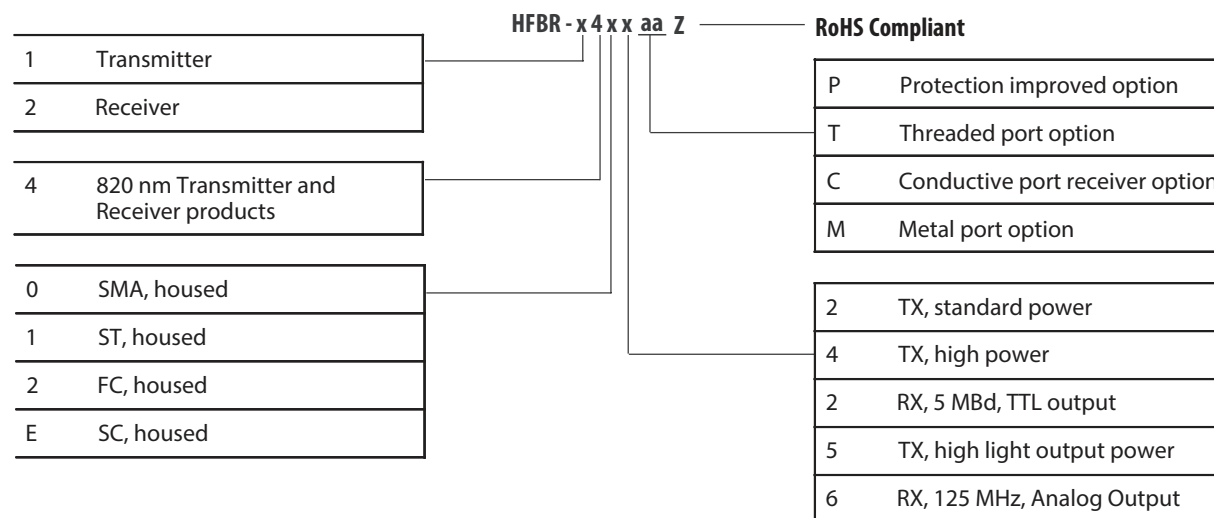 HFBR - x 4 x x aa Z
RoHS Compliant
1 Transmitter
2 Receiver
4 820 nm Transmitter and
Receiver products
0 SMA, housed
1 ST, housed
2 FC, housed
E SC, housed
P Protection improved option
T Threaded port option
C Conductive port receiver option
M Metal port option
2 TX, standard power
4 TX, high power
2 RX, 5 MBd, TTL output
5 TX, high light output power
6 RX, 125 MHz, Analog Output